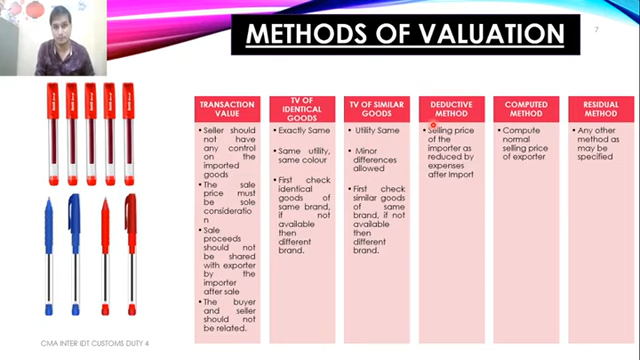 METHODS OF VALUATION
7
TRANSACTION
VALUE
Seller should
not have
any control
on the
imported
goods
The sale
price must
be sole
consideratio
n
Sale
proceeds
should not
be shared
with exporter
by the
importer
after sale
The buyer
and seller
should not
be related.
TV OF
IDENTICAL
GOODS
Exactly Same
Same utility,
same colour
First check
identical
goods of
same brand,
if not
available
then
different
brand.
TV OF SIMILAR
GOODS
Utility Same
Minor
differences
allowed
First check
similar goods
of same
brand, if not
available
then
different
brand.
DEDUCTIVE
METHOD
Selling price
of the
importer as
reduced by
expenses
after Import
COMPUTED
METHOD
Compute
normal
selling price
of exporter
RESIDUAL
METHOD
Any other
method as
may be
specified
CMA INTER IDT CUSTOMS DUTY 4